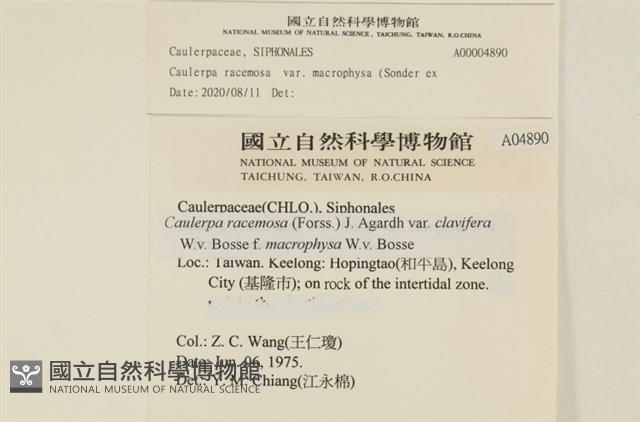 國立自然科學博物館
NATIONAL MUSEUM OF NATURAL SCIENCE, TAICHUNG, TAIWAN, R.O.CHINA
Caulerpaceae, SIPHONALES A00004890
Caulerpa racemosa var. macrophysa (Sonder ex
Date:2020/08/11 Det:
國立自然科學博物館 A04890
NATIONAL MUSEUM OF NATURAL SCIENCE
TAICHUNG, TAIWAN, R.O.CHINA
Caulerpaceae(CHLO.), Siphonales
Caulerpa racemosa (Forss.) J. Agardh var. clavifera
W.v. Bosse f. macrophysa W.v. Bosse
Loc.: Taiwan. Keelong: Hopingtao(和平島), Keelong
City (基隆市); on rock of the intertidal zone.
Col.: Z. C. Wang(王仁瓊)
Date: Jun. 06, 1975.
Det.: Y. M. Chiang(江永棉)
國立自然科學博物館
NATIONAL MUSEUM OF NATURAL SCIENCE